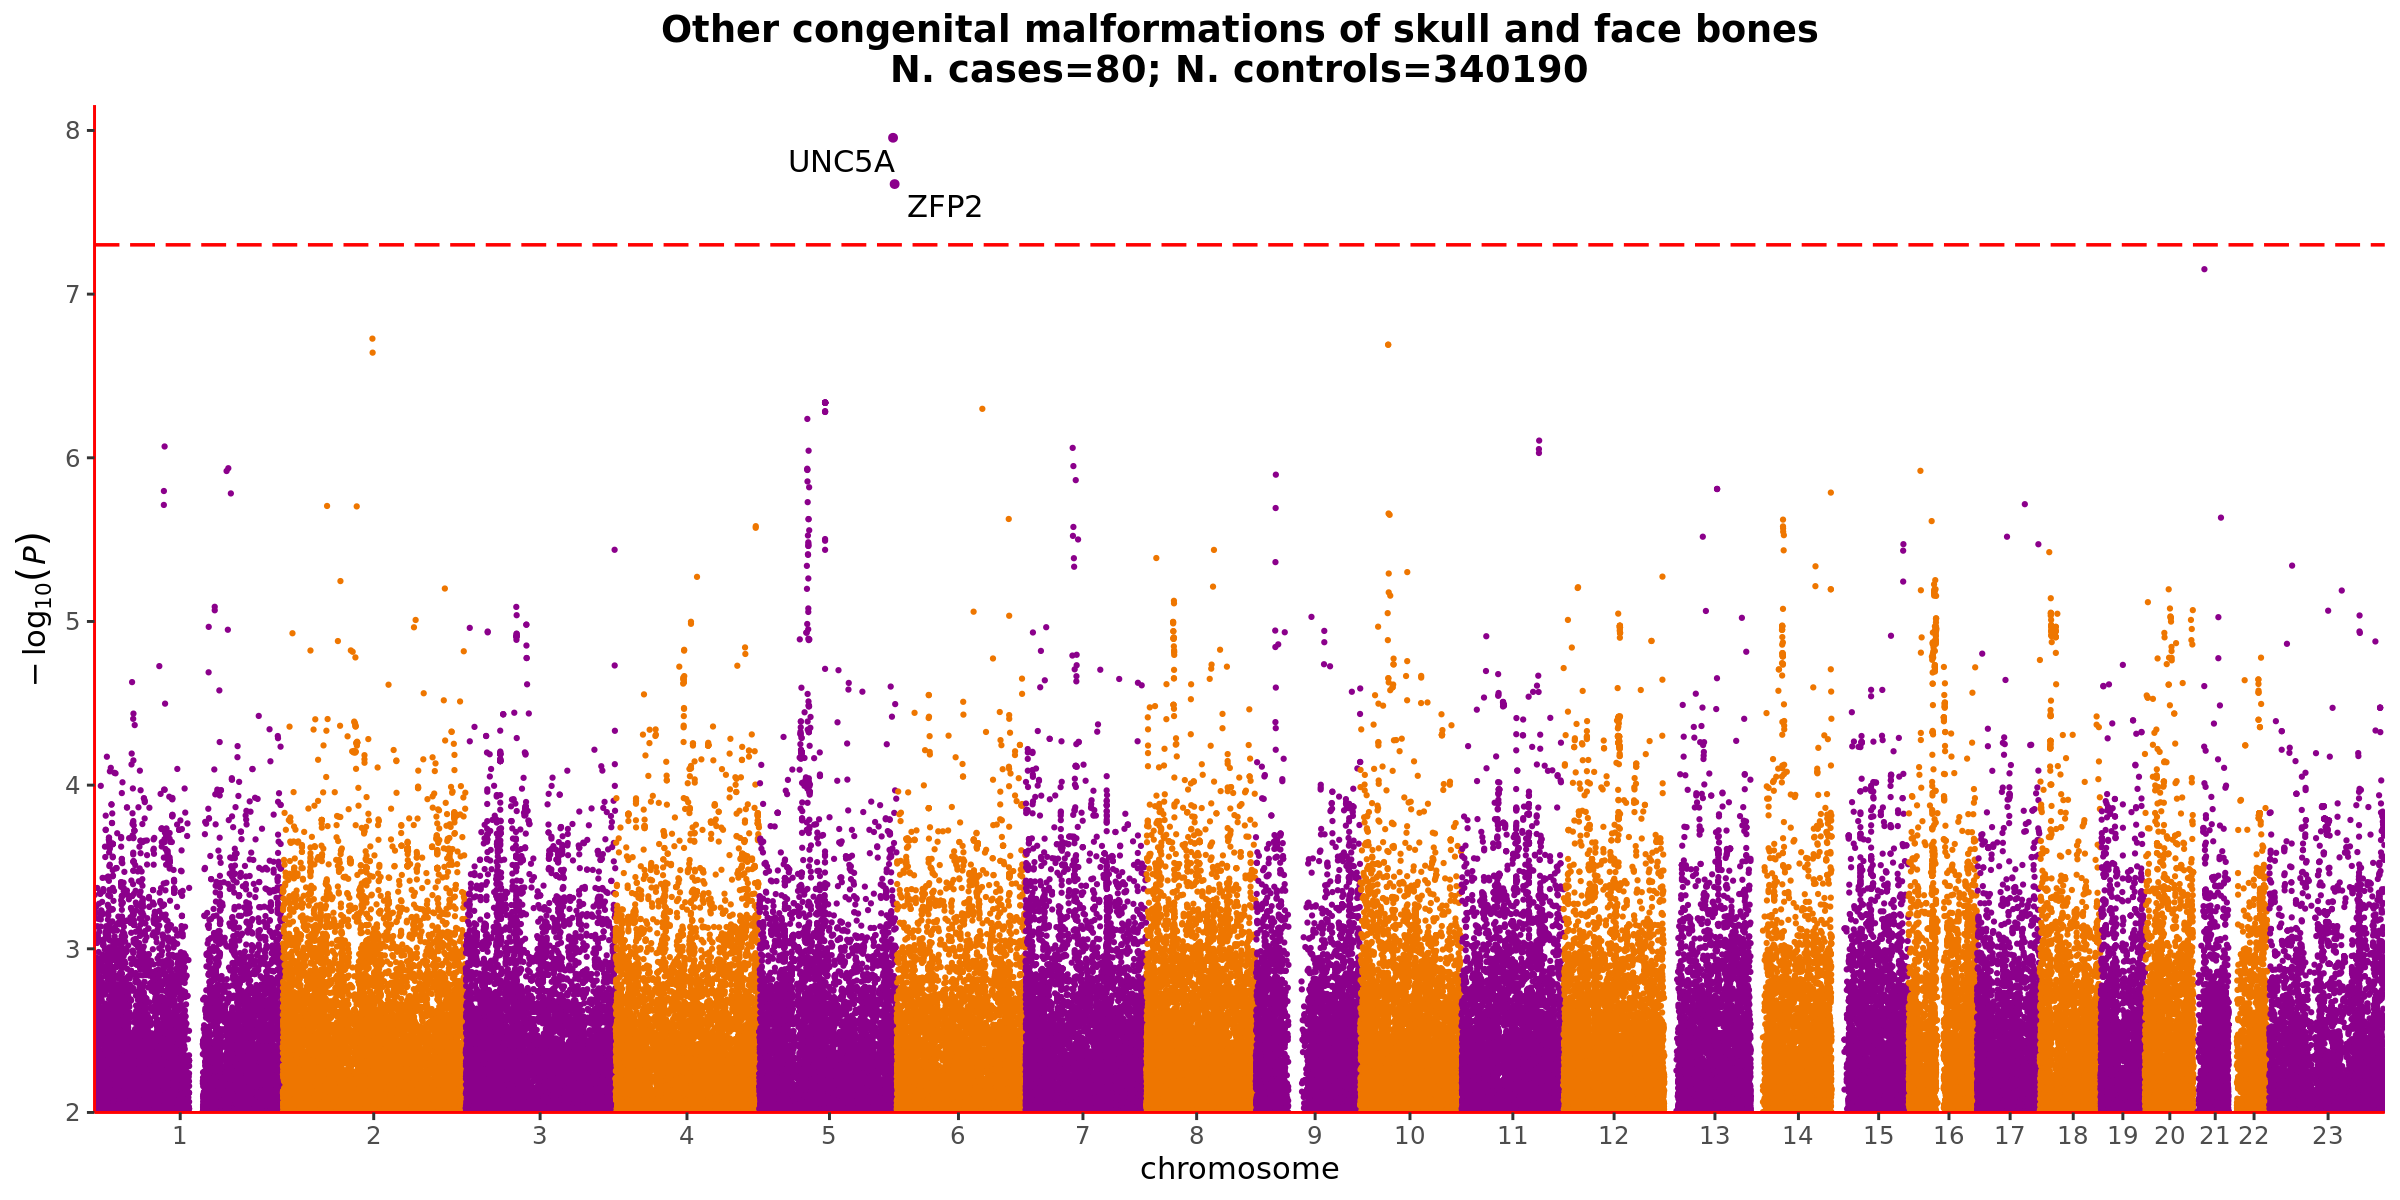 Other congenital malformations of skull and face bones
N. cases=80; N. controls=340190
8
UNC5A
ZFP2
7
6
5
4
3
2
−log10(P)
1 2 3 4 5 6 7 8 9 10 11 12 13 14 15 16 17 18 19 20 21 22 23
chromosome